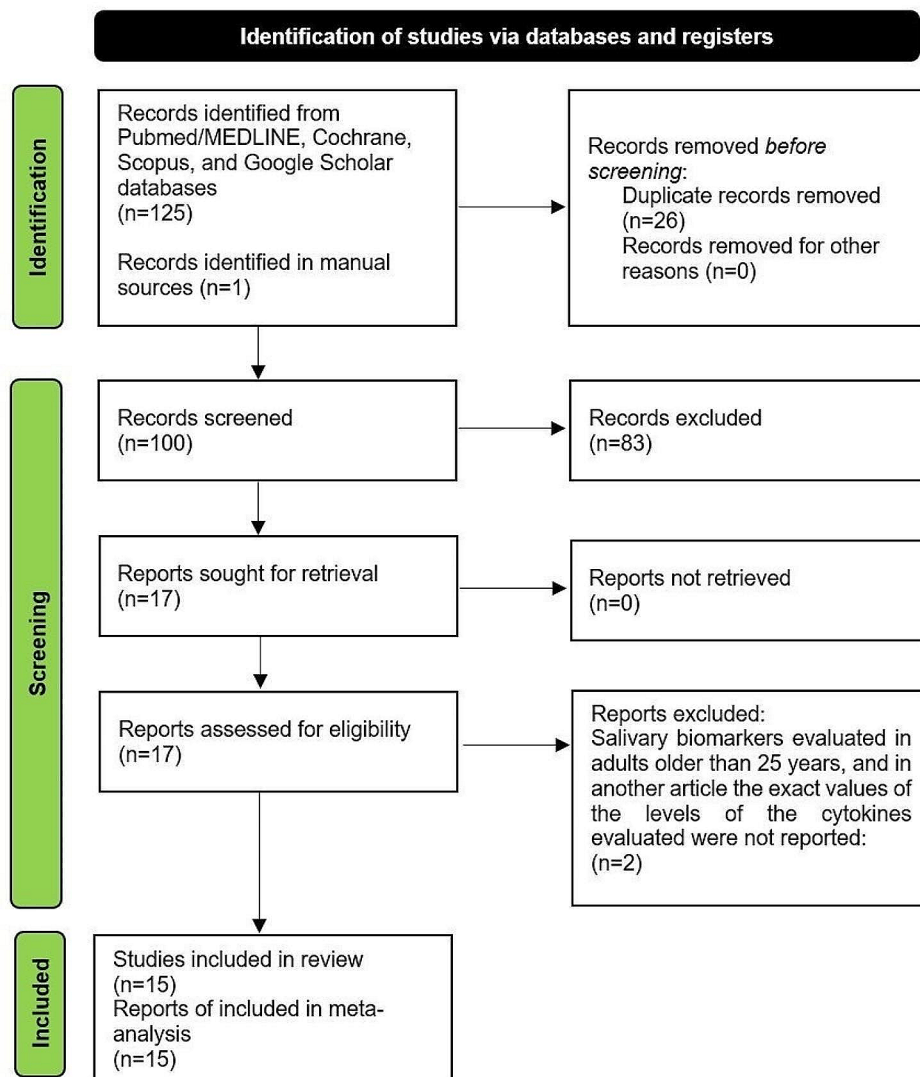 Identification of studies via databases and registers
Identification
Records identified from
Pubmed/MEDLINE, Cochrane,
Scopus, and Google Scholar
databases
(n=125)
Records identified in manual
sources (n=1)
Records removed before
screening:
Duplicate records removed
(n=26)
Records removed for other
reasons (n=0)
Screening
Records screened
(n=100)
Records excluded
(n=83)
Reports sought for retrieval
(n=17)
Reports not retrieved
(n=0)
Reports assessed for eligibility
(n=17)
Reports excluded:
Salivary biomarkers evaluated in
adults older than 25 years, and in
another article the exact values of
the levels of the cytokines
evaluated were not reported:
(n=2)
Included
Studies included in review
(n=15)
Reports of included in meta-
analysis
(n=15)